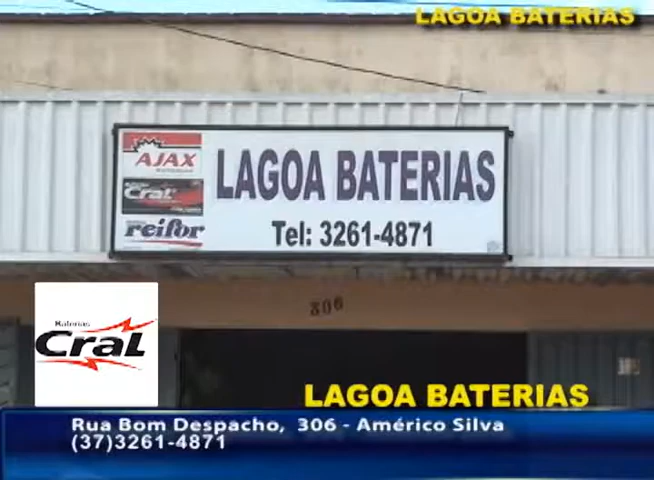 LAGOA BATERIAS
AJAX
CraL
reifor
LAGOA BATERIAS
Tel: 3261-4871
306
Baterias
CraL
LAGOA BATERIAS
Rua Bom Despacho, 306 - Américo Silva
(37)3261-4871